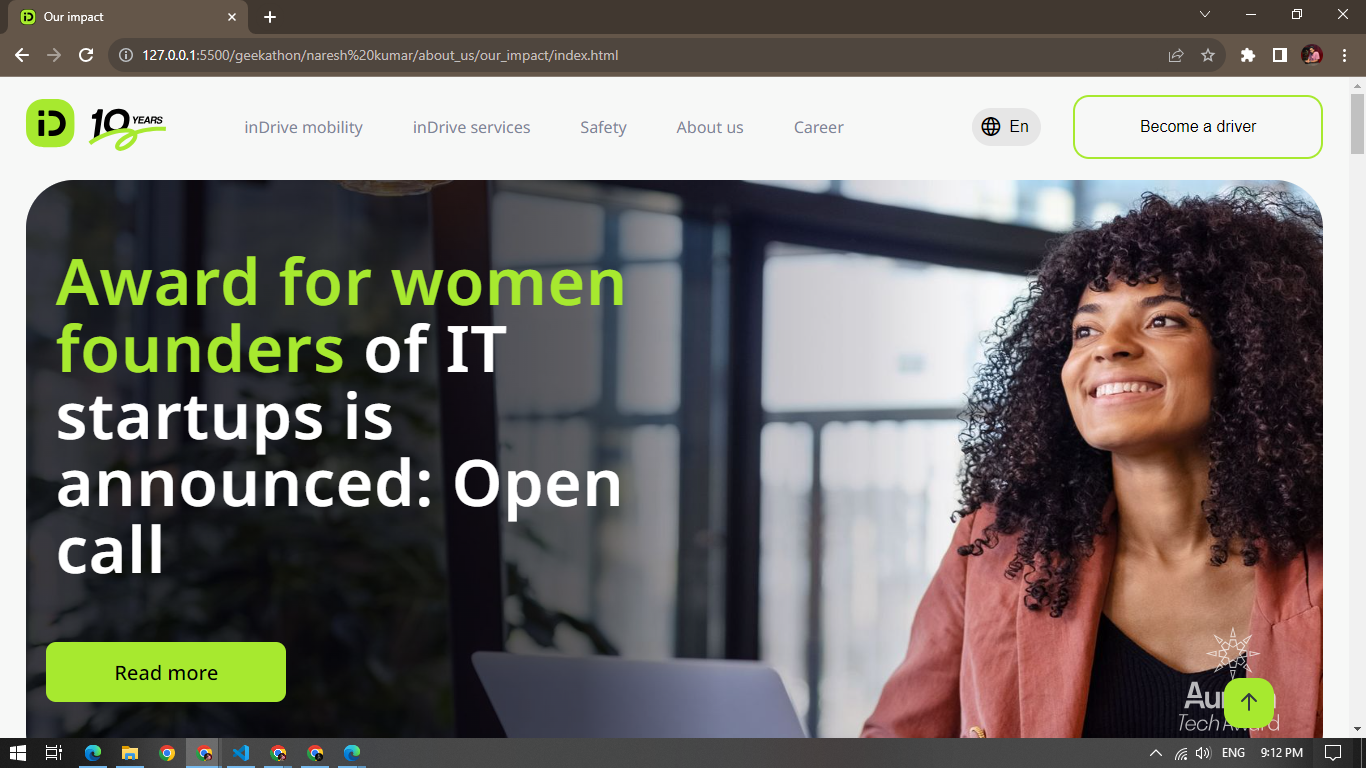 Our impact
127.0.0.1:5500/geekathon/naresh%20kumar/about_us/our_impact/index.html
iD 10 YEARS
inDrive mobility
inDrive services
Safety
About us
Career
En
Become a driver
Award for women
founders of IT
startups is
announced: Open
call
Read more
Tech Award
ENG
9:12 PM